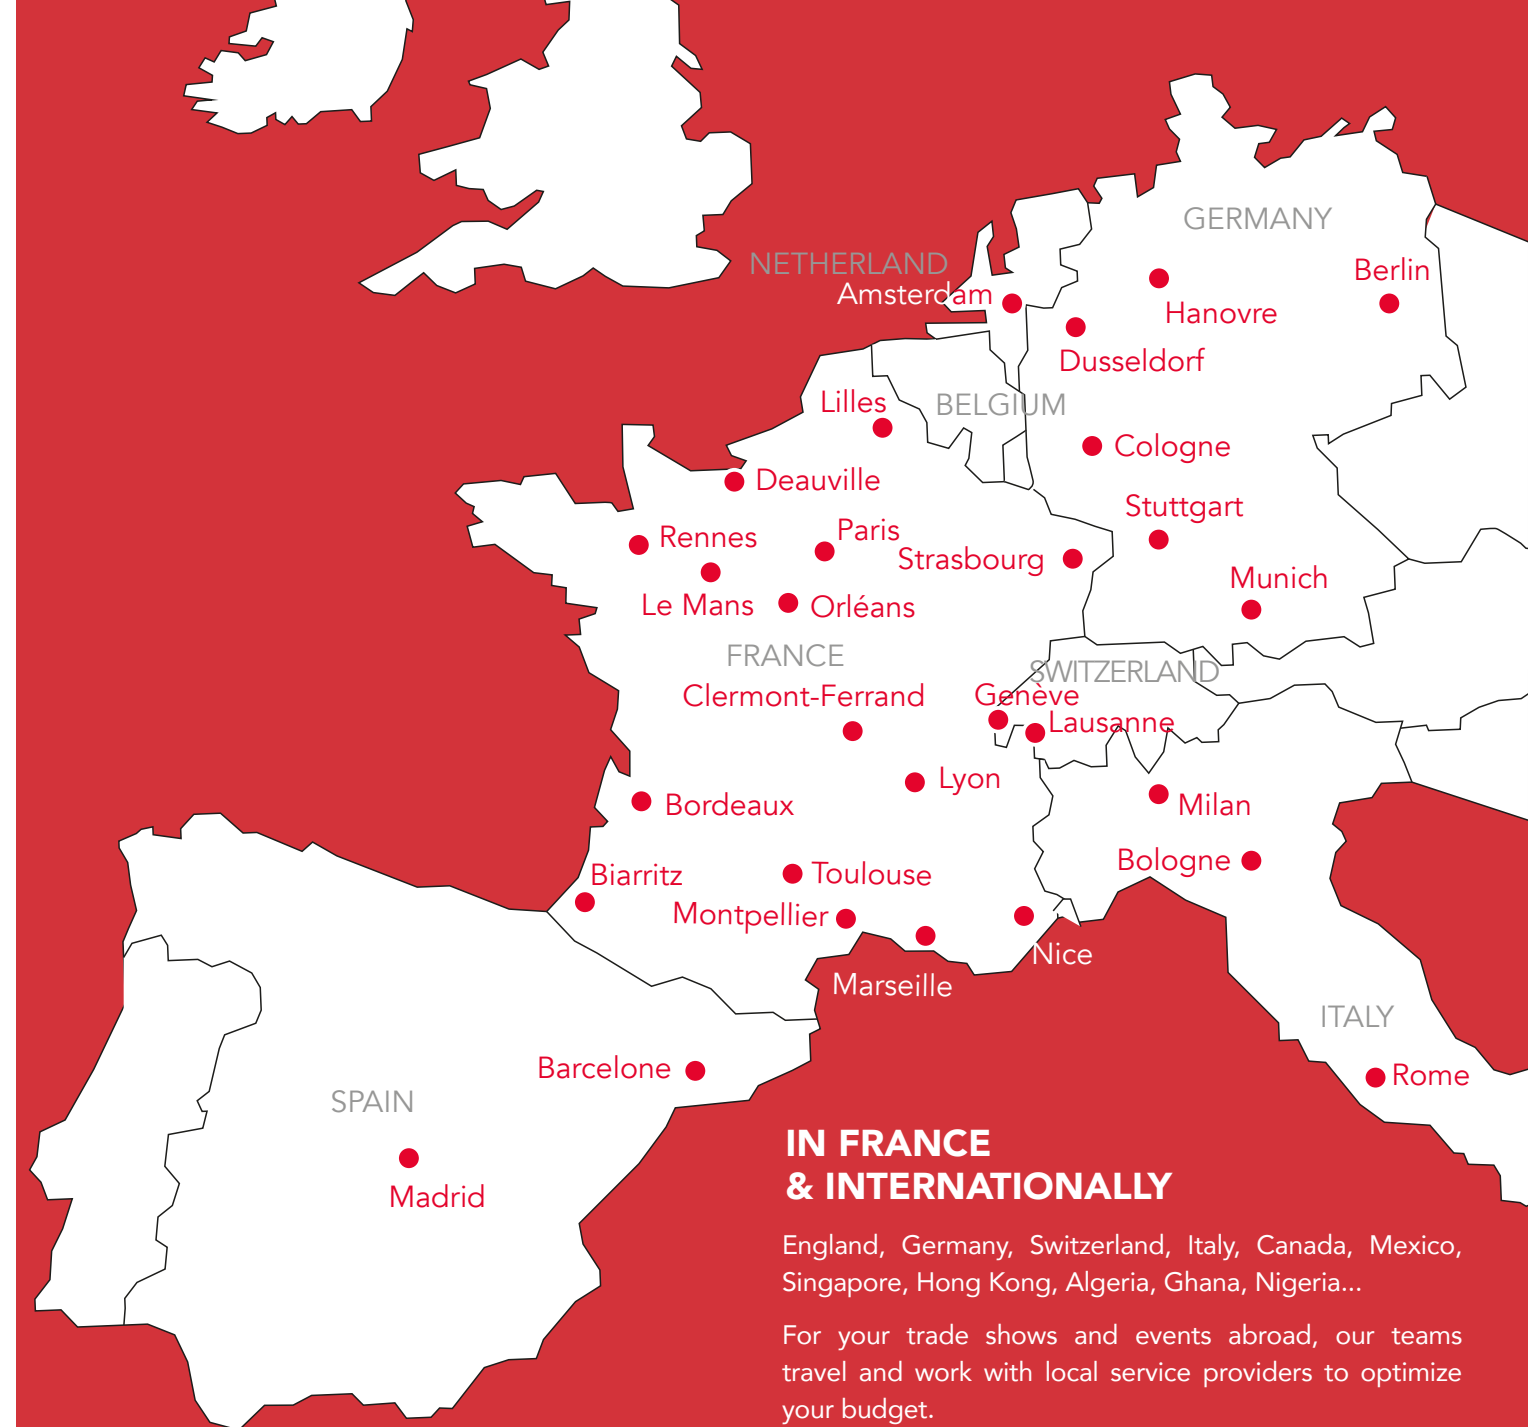 GERMANY
NETHERLAND
Berlin
Amsterdam
Hanovre
Dusseldorf
Lilles
BELGIUM
Cologne
Deauville
Stuttgart
Paris
Rennes
Strasbourg
Munich
Le Mans
Orléans
FRANCE
SWITZERLAND
Clermont-Ferrand
Genève
Lausanne
Lyon
Bordeaux
Milan
Bologne
Biarritz
Toulouse
Montpellier
Nice
Marseille
ITALY
Barcelone
Rome
SPAIN
Madrid
IN FRANCE
& INTERNATIONALLY
England, Germany, Switzerland, Italy, Canada, Mexico,
Singapore, Hong Kong, Algeria, Ghana, Nigeria...
For your trade shows and events abroad, our teams
travel and work with local service providers to optimize
your budget.